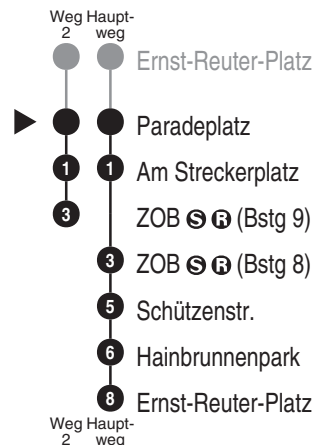 Weg Haupt-
2 weg
Ernst-Reuter-Platz
Paradeplatz
1 1 Am Streckerplatz
3 ZOB S R (Bstg 9)
3 ZOB S R (Bstg 8)
5 Schützenstr.
6 Hainbrunnenpark
8 Ernst-Reuter-Platz
Weg Haupt-
2 weg